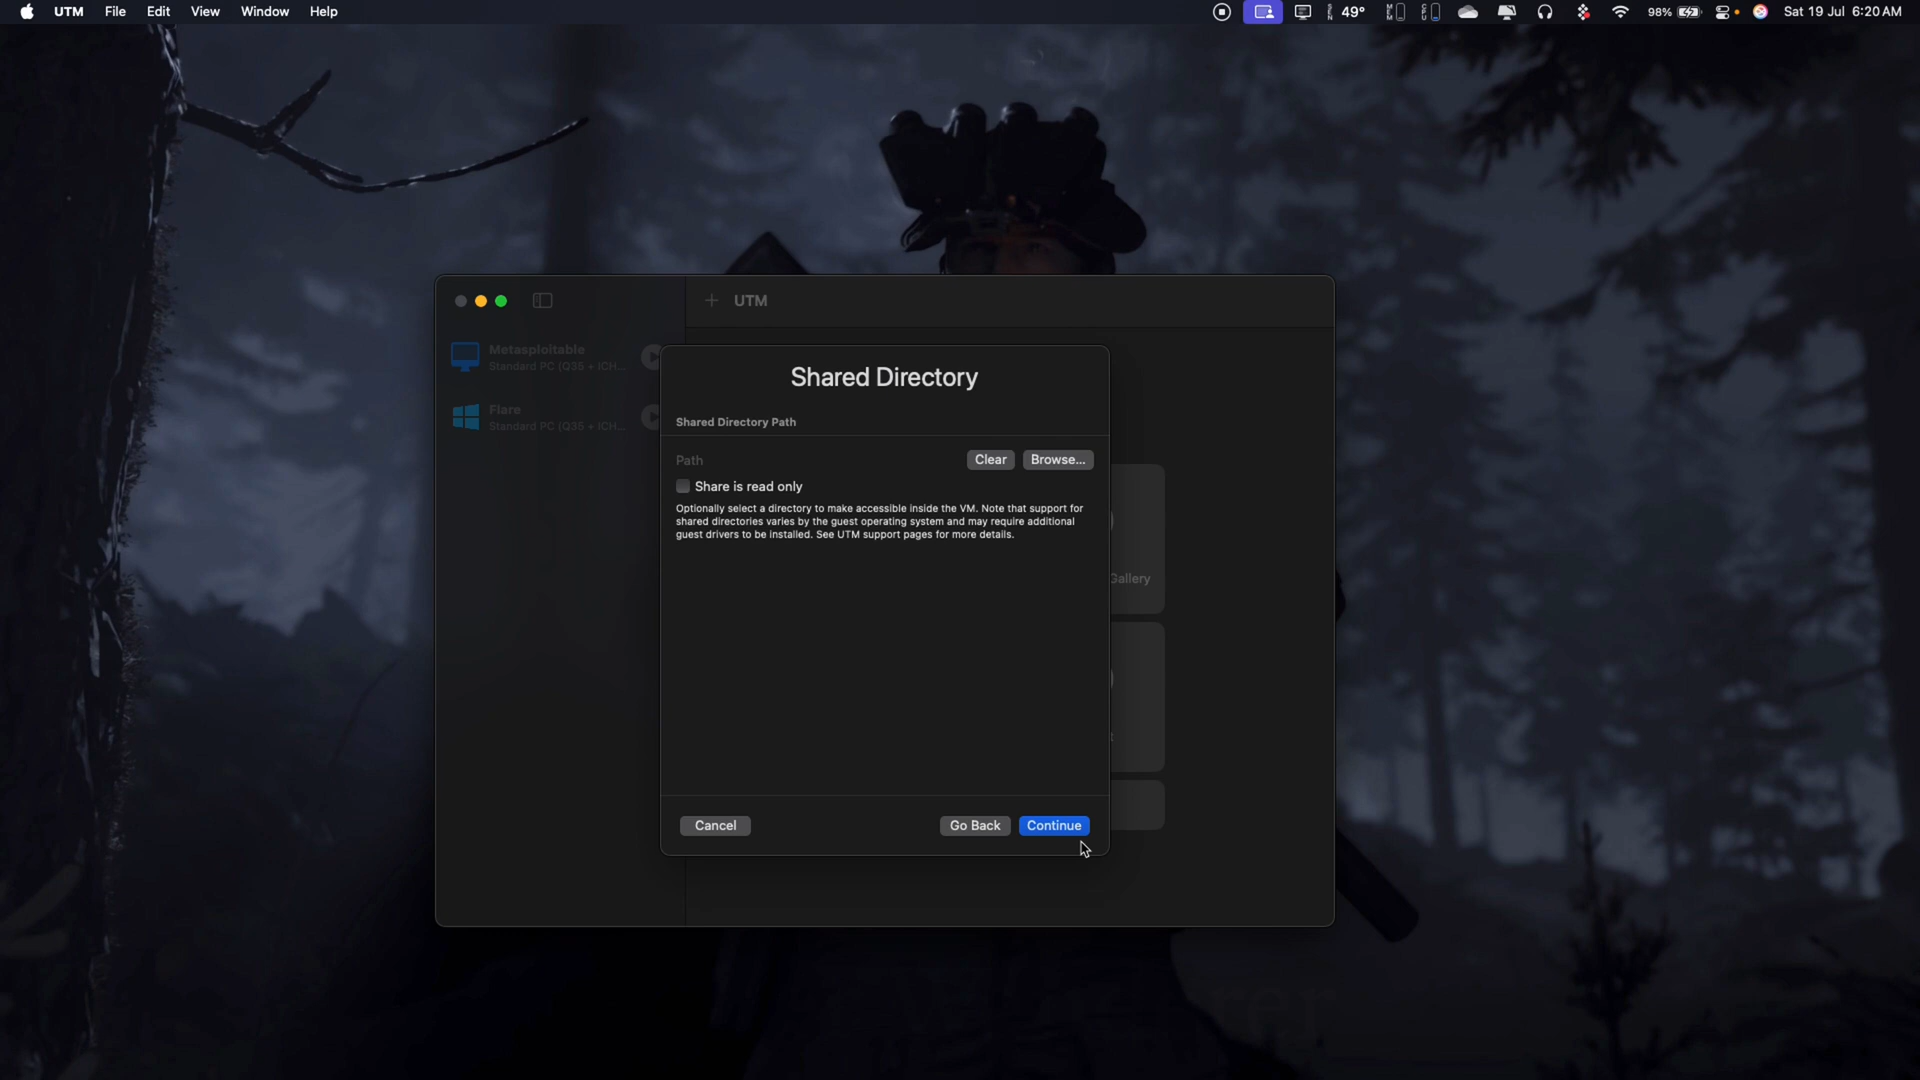 UTM File Edit View Window Help
49° 98% Sat 19 Jul 6:20 AM
UTM
Metasploitable
Standard PC (Q35 + ICH...
Flare
Standard PC (Q35 + ICH...
Shared Directory
Shared Directory Path
Path
Clear
Browse...
Share is read only
Optionally select a directory to make accessible inside the VM. Note that support for
shared directories varies by the guest operating system and may require additional
guest drivers to be installed. See UTM support pages for more details.
Gallery
Cancel
Go Back
Continue